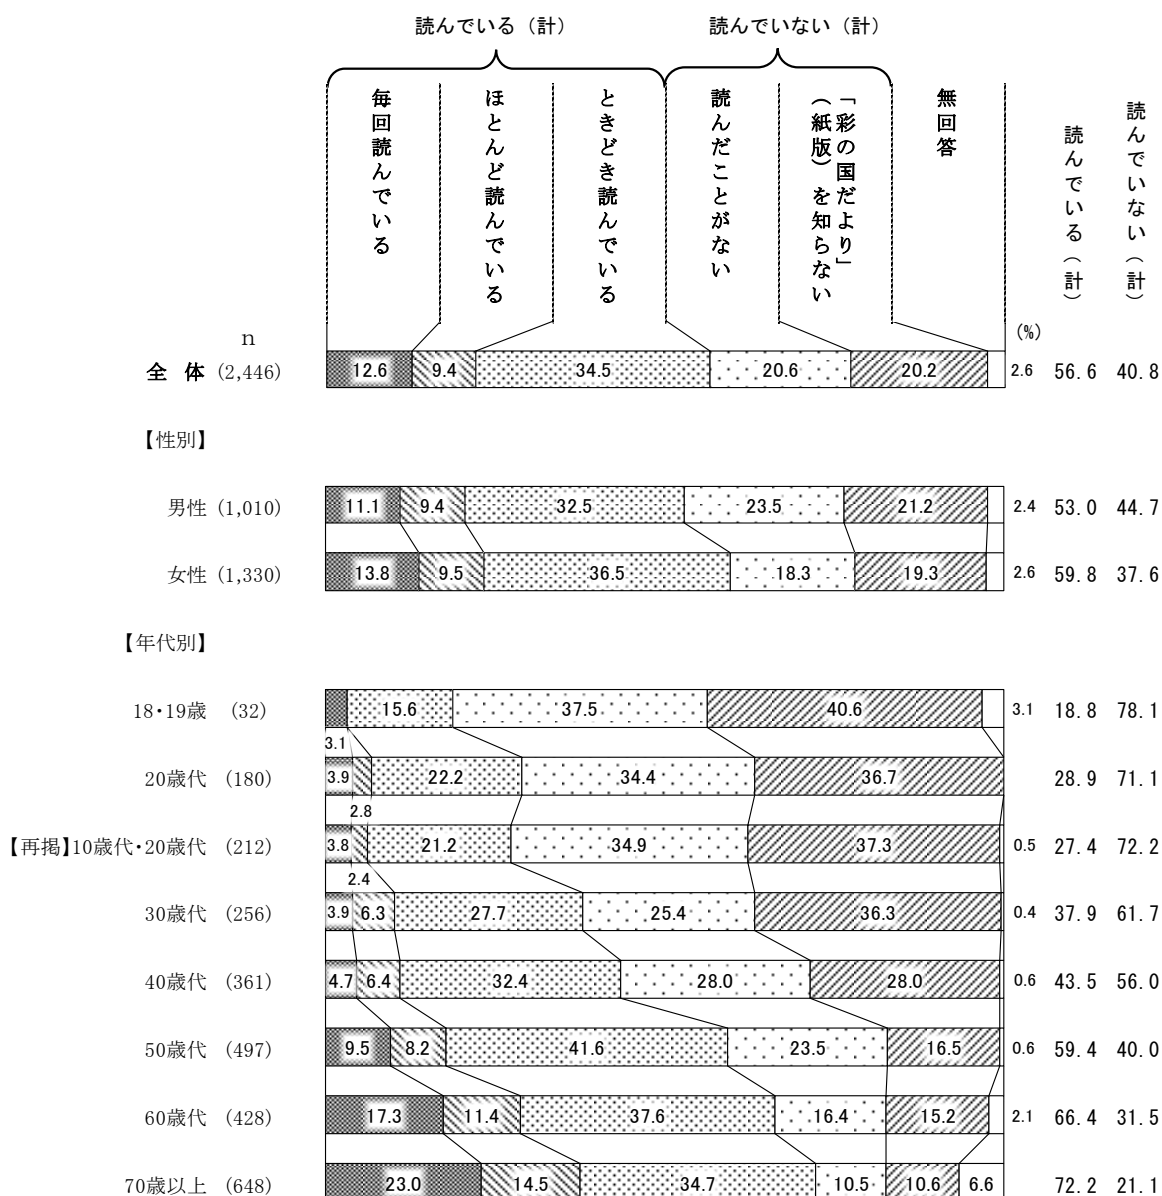 読んでいる（計） 読んでいない（計）
毎回読んでいる
ほとんど読んでいる
ときどき読んでいる
読んだことがない
「彩の国だより」
（紙版）を知らない
無回答
読んでいる（計）
読んでいない（計）
(%)
n
全 体 (2,446) 12.6 9.4 34.5 20.6 20.2 2.6 56.6 40.8
【性別】
男性 (1,010) 11.1 9.4 32.5 23.5 21.2 2.4 53.0 44.7
女性 (1,330) 13.8 9.5 36.5 18.3 19.3 2.6 59.8 37.6
【年代別】
18・19歳 (32) 15.6 37.5 40.6 3.1 18.8 78.1
3.1
20歳代 (180) 3.9 22.2 34.4 36.7 28.9 71.1
2.8
【再掲】10歳代・20歳代 (212) 3.8 21.2 34.9 37.3 0.5 27.4 72.2
2.4
30歳代 (256) 3.9 6.3 27.7 25.4 36.3 0.4 37.9 61.7
40歳代 (361) 4.7 6.4 32.4 28.0 28.0 0.6 43.5 56.0
50歳代 (497) 9.5 8.2 41.6 23.5 16.5 0.6 59.4 40.0
60歳代 (428) 17.3 11.4 37.6 16.4 15.2 2.1 66.4 31.5
70歳以上 (648) 23.0 14.5 34.7 10.5 10.6 6.6 72.2 21.1